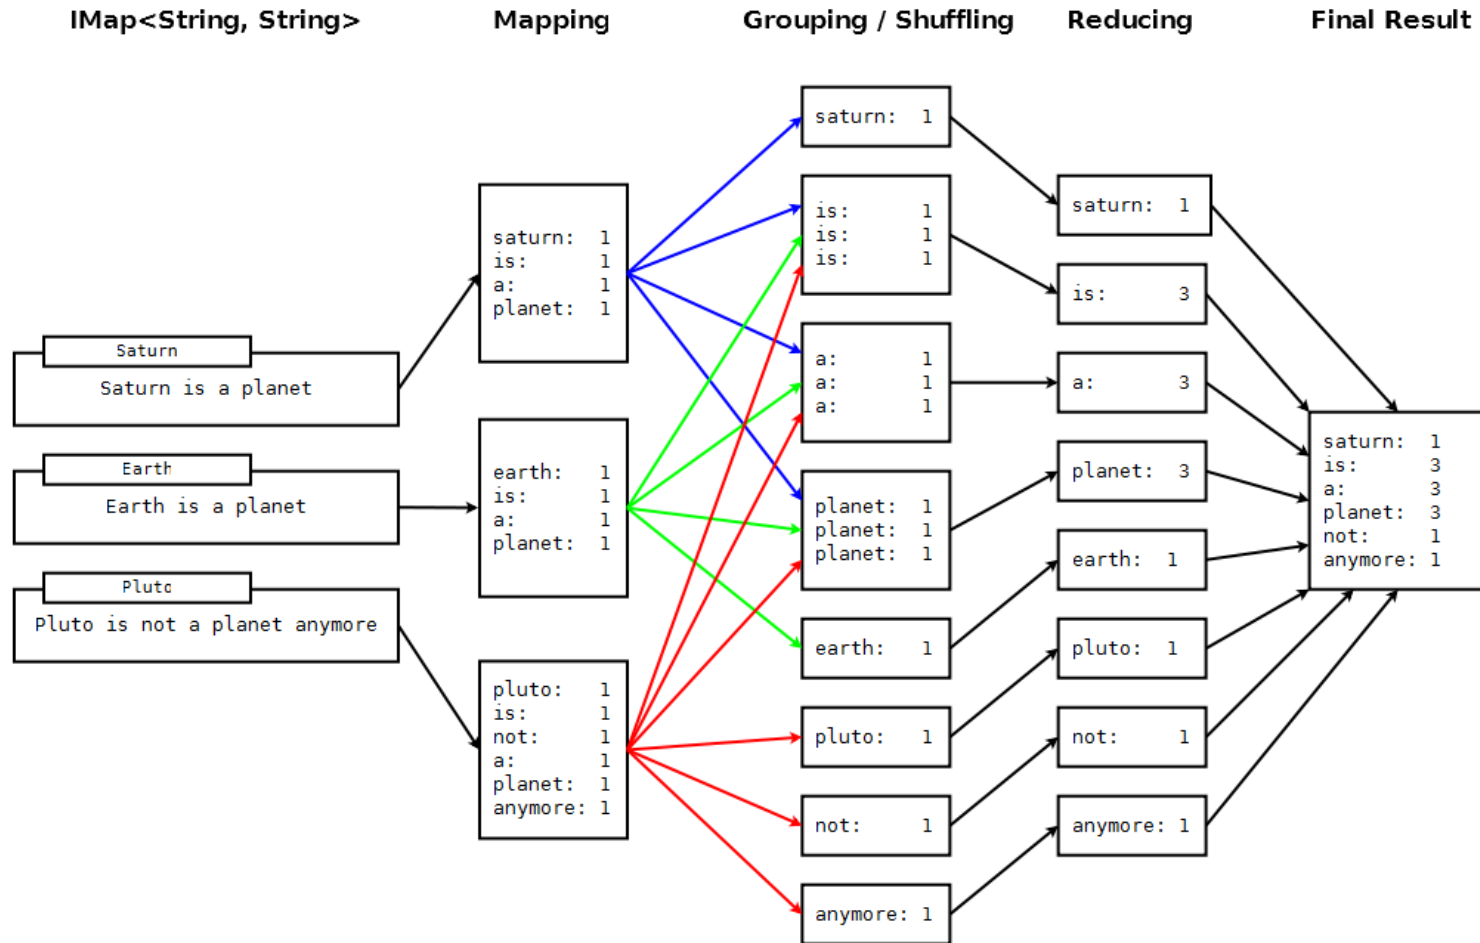 IMap<String, String>
Mapping
Grouping / Shuffling
Reducing
Final Result
Saturn
Saturn is a planet
Earth
Earth is a planet
Pluto
Pluto is not a planet anymore
saturn: 1
is: 1
a: 1
planet: 1
earth: 1
is: 1
a: 1
planet: 1
pluto: 1
is: 1
not: 1
a: 1
planet: 1
anymore: 1
saturn: 1
is: 1
is: 1
is: 1
a: 1
a: 1
a: 1
planet: 1
planet: 1
planet: 1
earth: 1
pluto: 1
not: 1
anymore: 1
saturn: 1
is: 3
a: 3
planet: 3
earth: 1
pluto: 1
not: 1
anymore: 1
saturn: 1
is: 3
a: 3
planet: 3
not: 1
anymore: 1